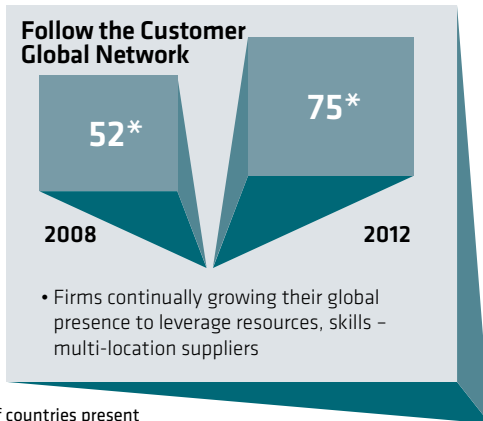 Follow the Customer
Global Network
52*
75*
2008
2012
• Firms continually growing their global
presence to leverage resources, skills –
multi-location suppliers
countries present